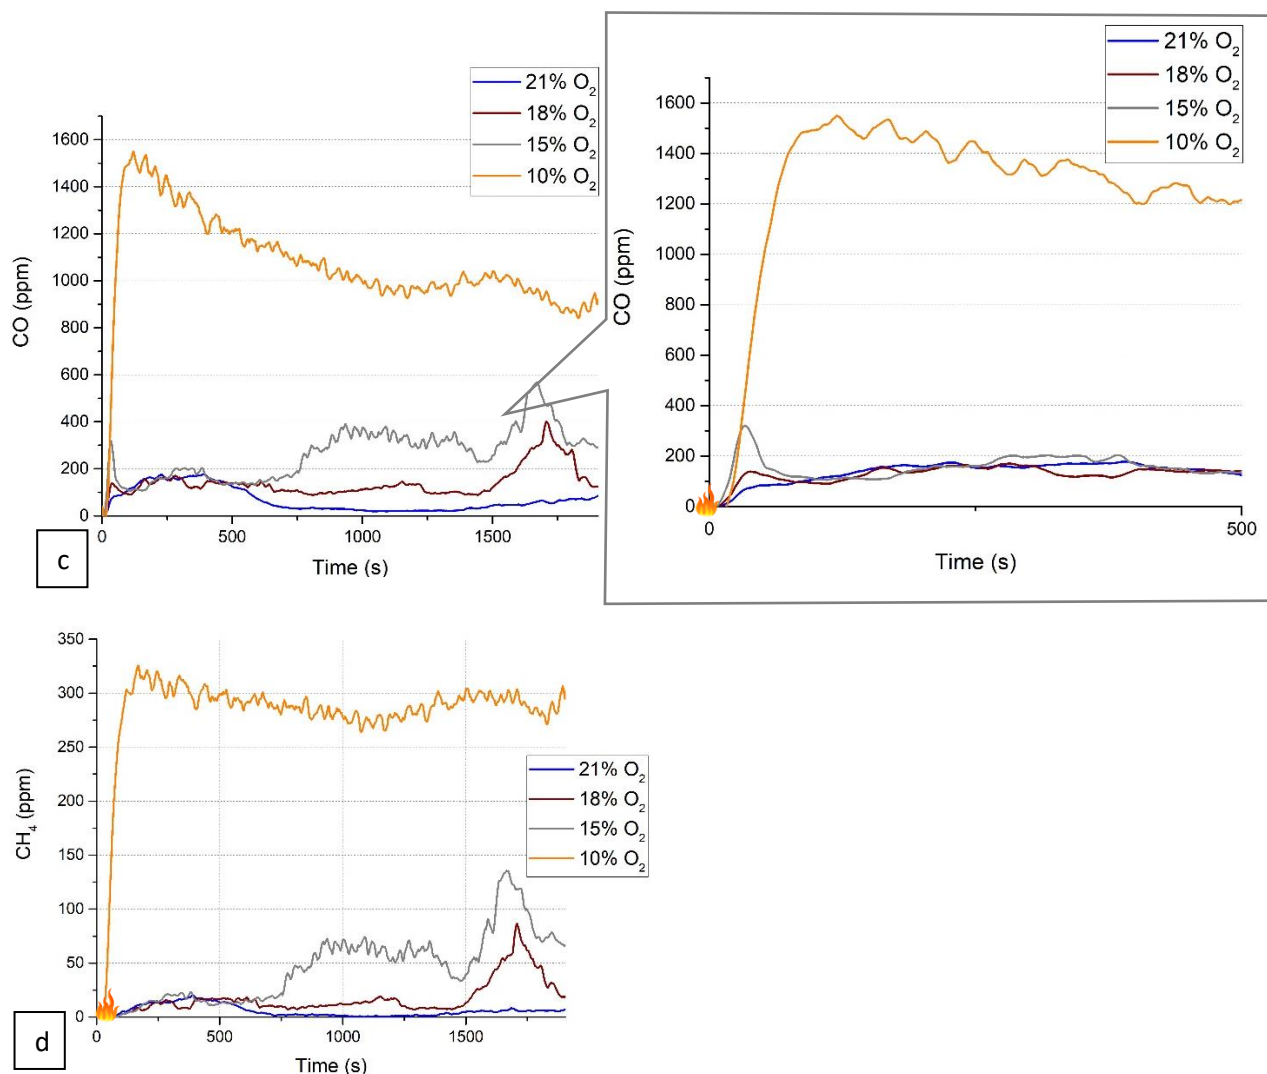 21% O₂
18% O₂
15% O₂
10% O₂
1600
1400
1200
1000
800
600
400
200
0
CO (ppm)
0
500
1000
1500
Time (s)
c
21% O₂
18% O₂
15% O₂
10% O₂
1600
1400
1200
1000
800
600
400
200
0
CO (ppm)
0
500
Time (s)
350
300
250
200
150
100
50
0
CH₄ (ppm)
21% O₂
18% O₂
15% O₂
10% O₂
0
500
1000
1500
Time (s)
d